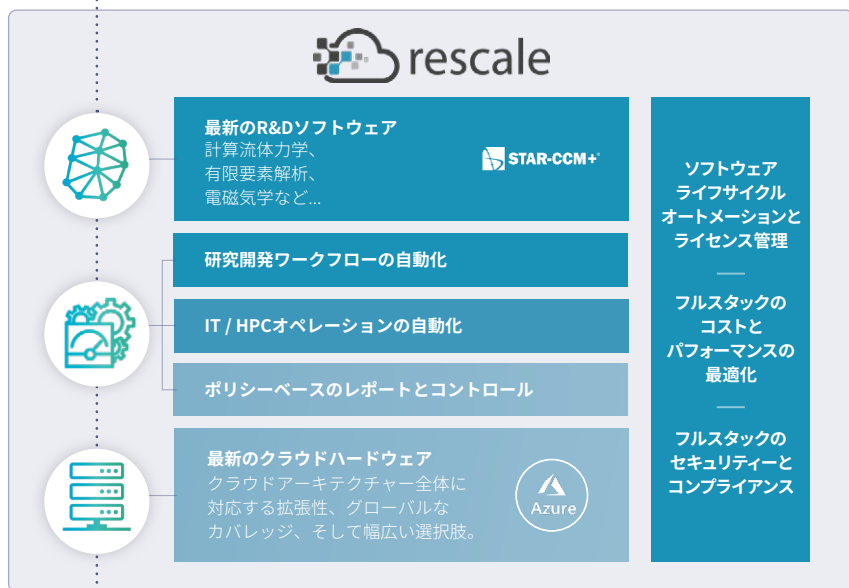 rescale
最新のR&Dソフトウェア
計算流体力学、
有限要素解析、
電磁気学など...
STAR-CCM+
研究開発ワークフローの自動化
IT / HPCオペレーションの自動化
ポリシーベースのレポートとコントロール
最新のクラウドハードウェア
クラウドアーキテクチャー全体に
対応する拡張性、グローバルな
カバレッジ、そして幅広い選択肢。
Azure
ソフトウェア
ライフサイクル
オートメーションと
ライセンス管理
フルスタックの
コストと
パフォーマンスの
最適化
フルスタックの
セキュリティーと
コンプライアンス